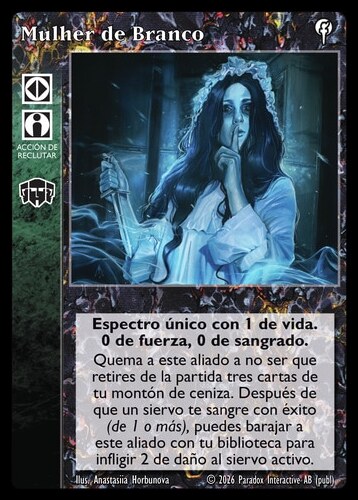 Mulher de Branco
ACCIÓN DE
RECLUTAR
Espectro único con 1 de vida.
0 de fuerza, 0 de sangrado.
Quema a este aliado a no ser que
retires de la partida tres cartas de
tu montón de ceniza. Después de
que un siervo te sangre con éxito
(de 1 o más), puedes barajar a
este aliado con tu biblioteca para
infligir 2 de daño al siervo activo.
Ilus: Anastasiia Horbunova © 2026 Paradox Interactive AB (publ)